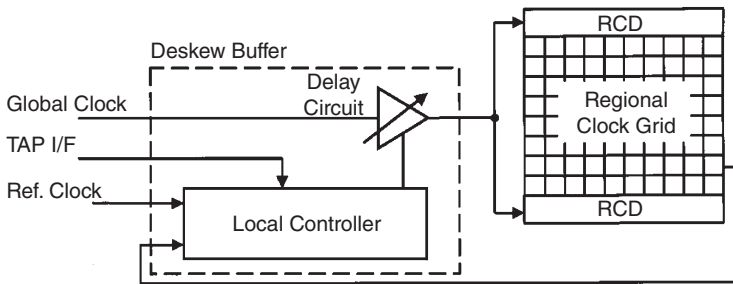 RCD
Deskew Buffer
Delay
Circuit
Global Clock
Regional
Clock Grid
TAP I/F
Ref. Clock
Local Controller
RCD